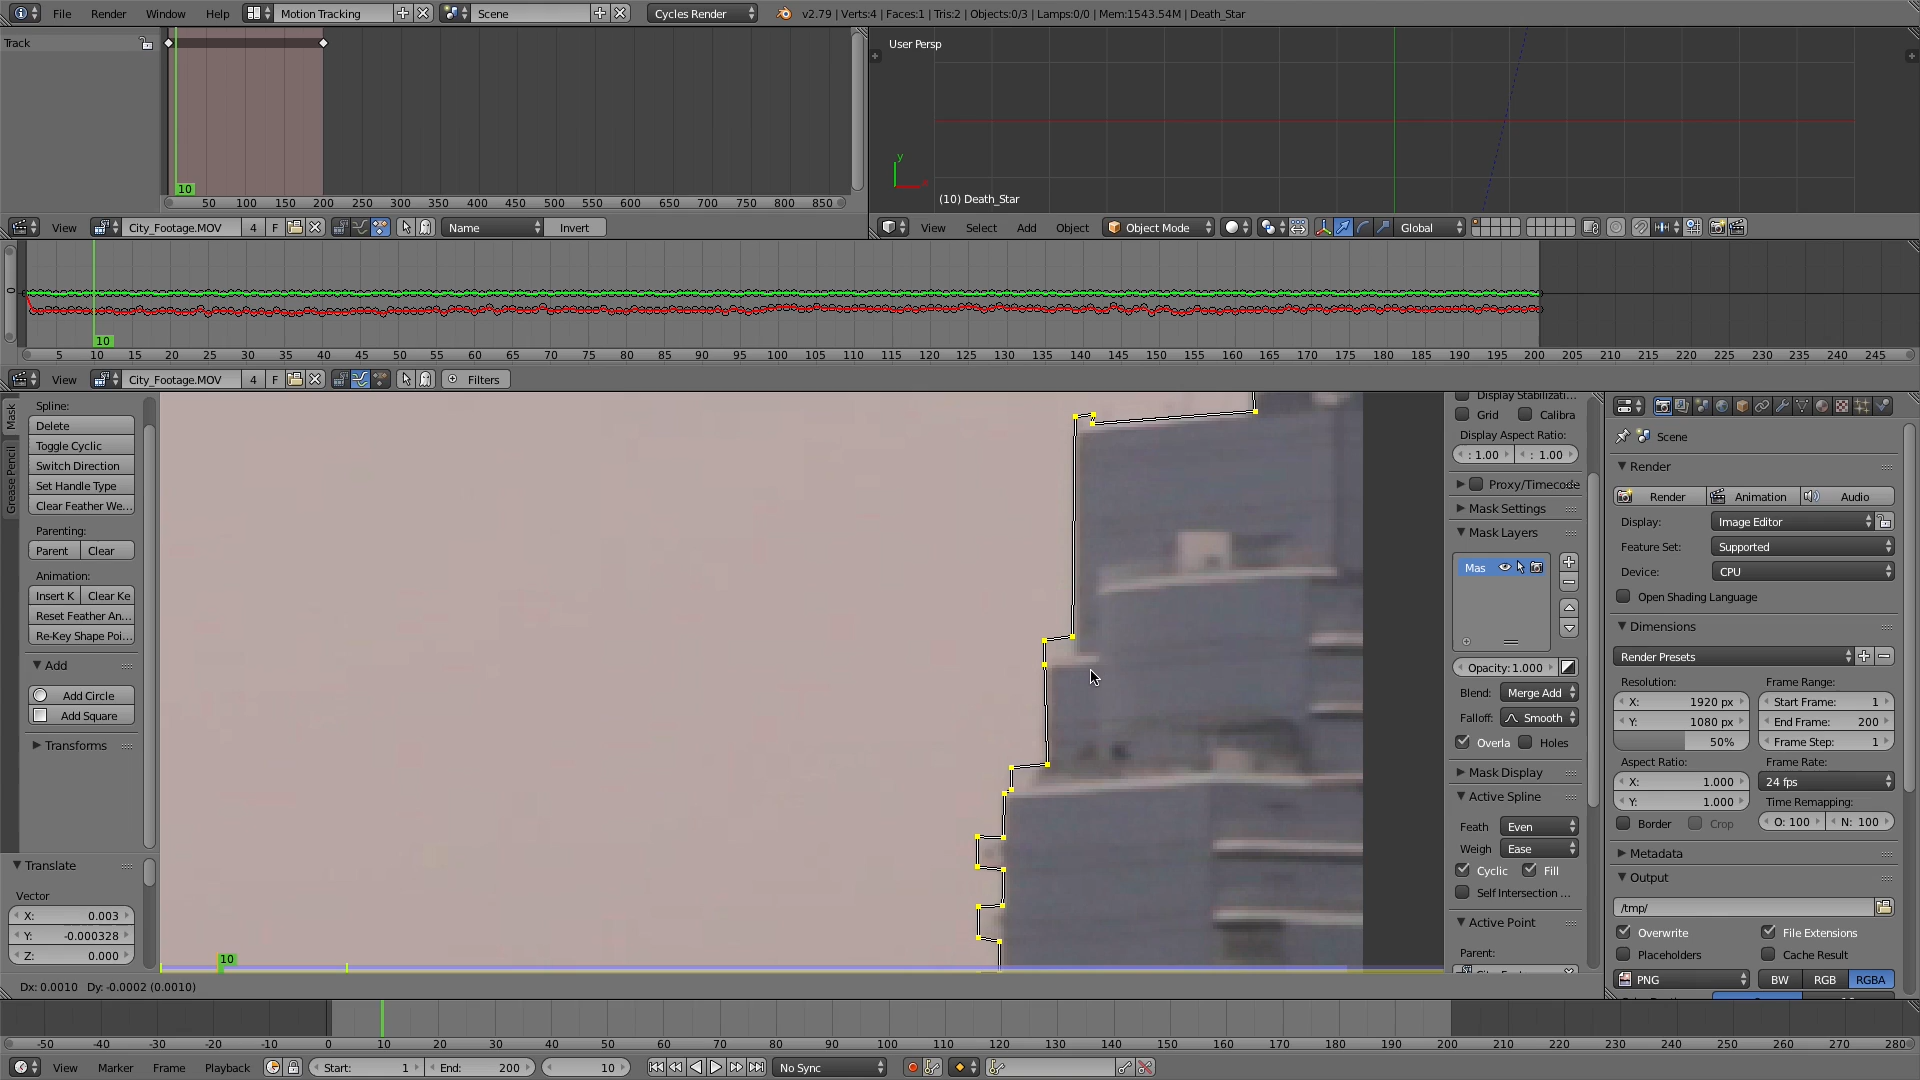 File Render Window Help Motion Tracking Scene Cycles Render v2.79 | Verts:4 | Faces:1 | Tris:2 | Objects:0/3 | Lamps:0/0 | Mem:1543.54M | Death_Star
Track
User Persp
y
10
(10) Death_Star
50 100 150 200 250 300 350 400 450 500 550 600 650 700 750 800 850
View City_Footage.MOV 4 F Name Invert
View Select Add Object Object Mode Global
0
10
5 10 15 20 25 30 35 40 45 50 55 60 65 70 75 80 85 90 95 100 105 110 115 120 125 130 135 140 145 150 155 160 165 170 175 180 185 190 195 200 205 210 215 220 225 230 235 240 245
View City_Footage.MOV 4 F Filters
Mask
Grease Pencil
Spline:
Delete
Toggle Cyclic
Switch Direction
Set Handle Type
Clear Feather We...
Parenting:
Parent Clear
Animation:
Insert K Clear Ke
Reset Feather An...
Re-Key Shape Poi...
Add
Add Circle
Add Square
Transforms
Translate
Vector
X: 0.003
Y: -0.000328
Z: 0.000
10
Dx: 0.0010 Dy: -0.0002 (0.0010)
Display Stabilizati...
Grid Calibra
Display Aspect Ratio:
: 1.00 : 1.00
Proxy/Timecode
Mask Settings
Mask Layers
Mas
Opacity: 1.000
Blend: Merge Add
Falloff: Smooth
Overla Holes
Mask Display
Active Spline
Feath Even
Weigh Ease
Cyclic Fill
Self Intersection ...
Active Point
Parent:
Scene
Render
Render Animation Audio
Display: Image Editor
Feature Set: Supported
Device: CPU
Open Shading Language
Dimensions
Render Presets
Resolution: Frame Range:
X: 1920 px Start Frame: 1
Y: 1080 px End Frame: 200
50% Frame Step: 1
Aspect Ratio: Frame Rate:
X: 1.000 24 fps
Y: 1.000 Time Remapping:
Border Crop O: 100 N: 100
Metadata
Output
/tmp/
Overwrite File Extensions
Placeholders Cache Result
PNG BW RGB RGBA
-50 -40 -30 -20 -10 0 10 20 30 40 50 60 70 80 90 100 110 120 130 140 150 160 170 180 190 200 210 220 230 240 250 260 270 280
View Marker Frame Playback Start: 1 End: 200 10 No Sync